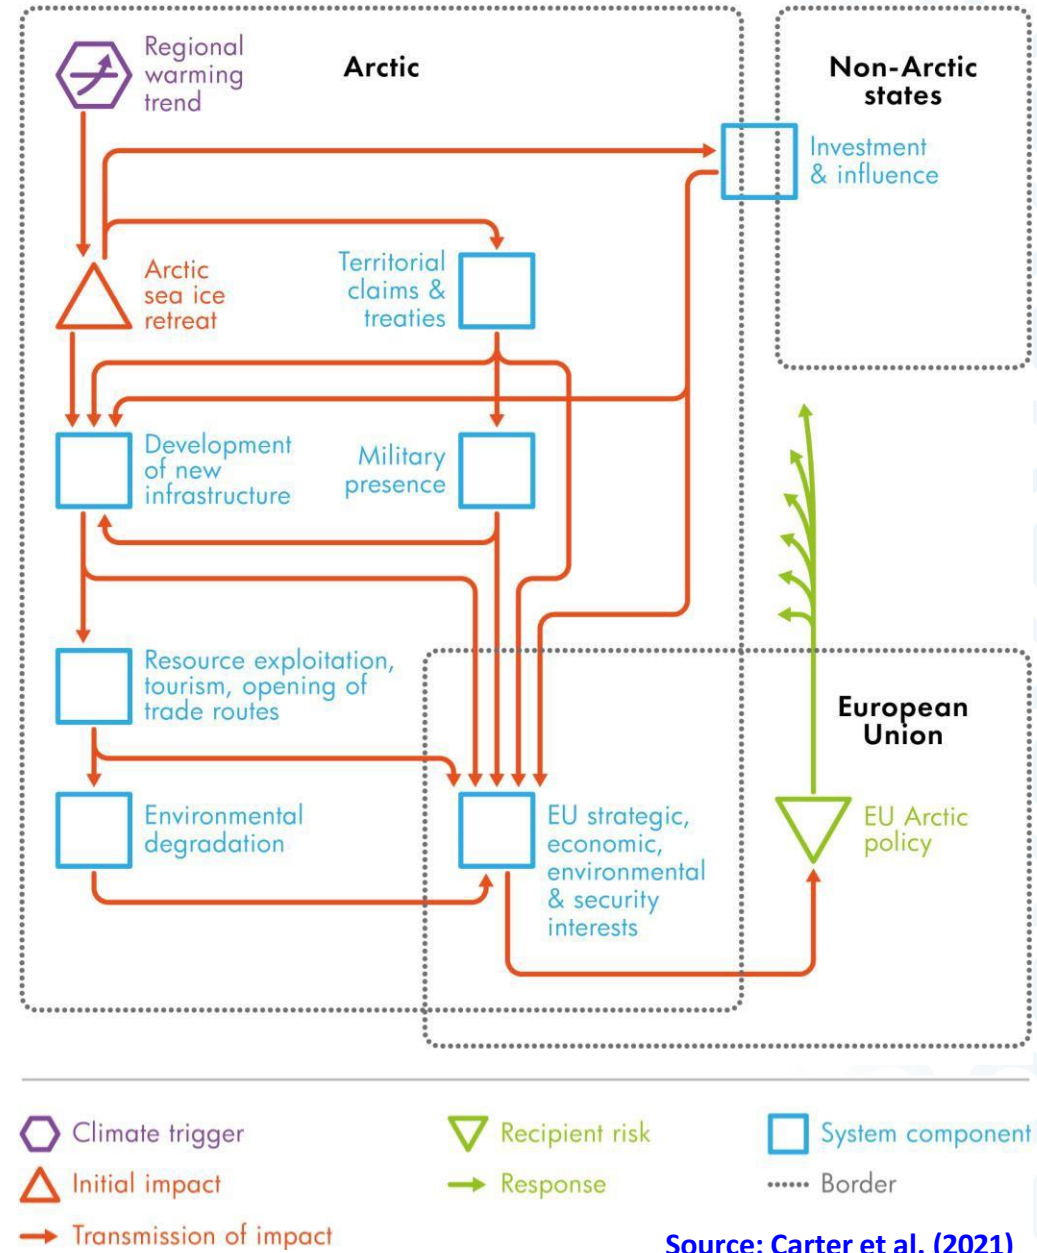 Regional
warming
trend
Arctic
Non-Arctic
states
Investment
& influence
Arctic
sea ice
retreat
Territorial
claims &
treaties
Development
of new
infrastructure
Military
presence
Resource exploitation,
tourism, opening of
trade routes
European
Union
Environmental
degradation
EU strategic,
economic,
environmental
& security
interests
EU Arctic
policy
Climate trigger
Recipient risk
System component
Initial impact
Response
Border
Transmission of impact
Source: Carter et al. (2021)